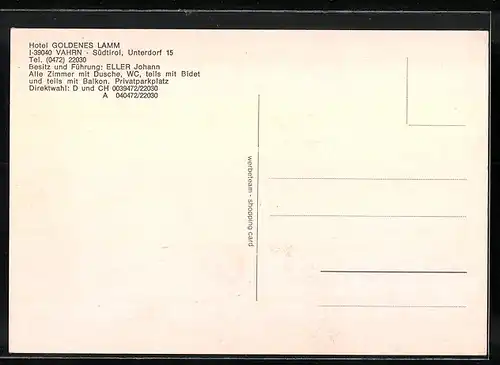 Hotel GOLDENES LAMM
I-39040 VAHRN - Südtirol, Unterdorf 15
Tel. (0472) 22030
Besitz und Führung: ELLER Johann
Alle Zimmer mit Dusche, WC, teils mit Bidet
und teils mit Balkon. Privatparkplatz
Direktwahl: D und CH 0039472/22030
A 040472/22030
werbeteam - shopping card